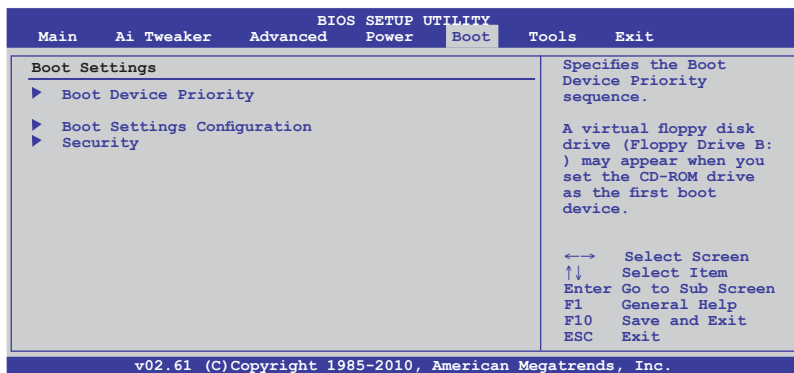 BIOS SETUP UTILITY
Main Ai Tweaker Advanced Power Boot Tools Exit
Boot Settings
Boot Device Priority
Boot Settings Configuration
Security
Specifies the Boot
Device Priority
sequence.
A virtual floppy disk
drive (Floppy Drive B:
) may appear when you
set the CD-ROM drive
as the first boot
device.
←→ Select Screen
↑↓ Select Item
Enter Go to Sub Screen
F1 General Help
F10 Save and Exit
ESC Exit
v02.61 (C)Copyright 1985-2010, American Megatrends, Inc.